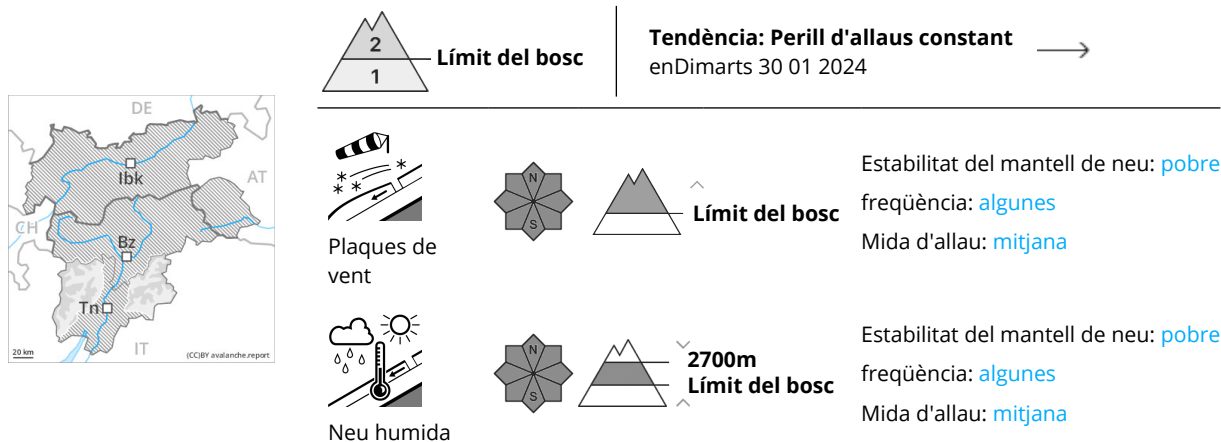 2
1
Límit del bosc
Tendència: Perill d'allaus constant
enDimarts 30 01 2024
DE
Ibk
AT
CH
Bz
Tn
IT
20 km
(CC)BY avalanche.report
Plaques de
vent
N
S
Límit del bosc
Estabilitat del mantell de neu: pobre
freqüència: algunes
Mida d'allau: mitjana
Neu humida
N
S
2700m
Límit del bosc
Estabilitat del mantell de neu: pobre
freqüència: algunes
Mida d'allau: mitjana